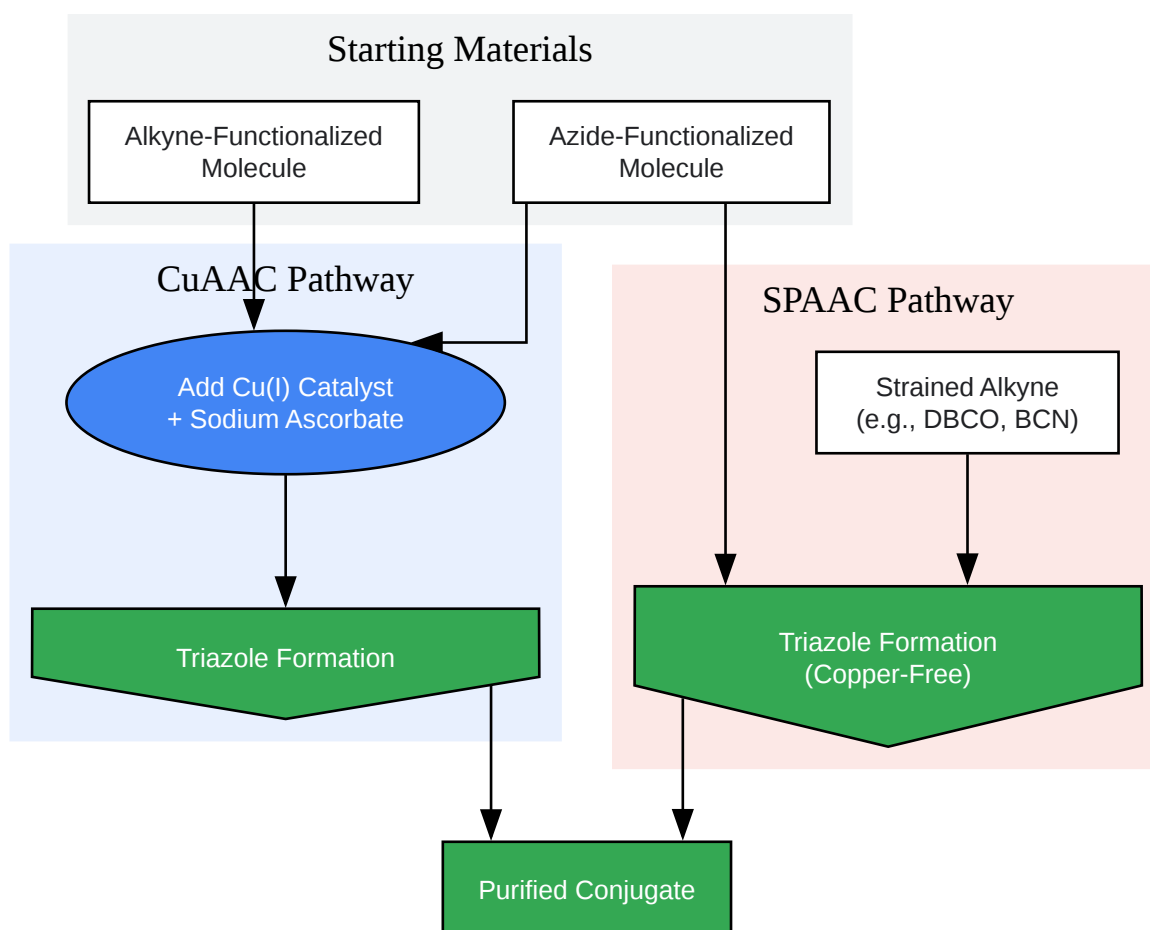 Starting Materials
Alkyne-Functionalized
Molecule
Azide-Functionalized
Molecule
CuAAC Pathway
SPAAC Pathway
Add Cu(I) Catalyst
+ Sodium Ascorbate
Strained Alkyne
(e.g., DBCO, BCN)
Triazole Formation
Triazole Formation
(Copper-Free)
Purified Conjugate